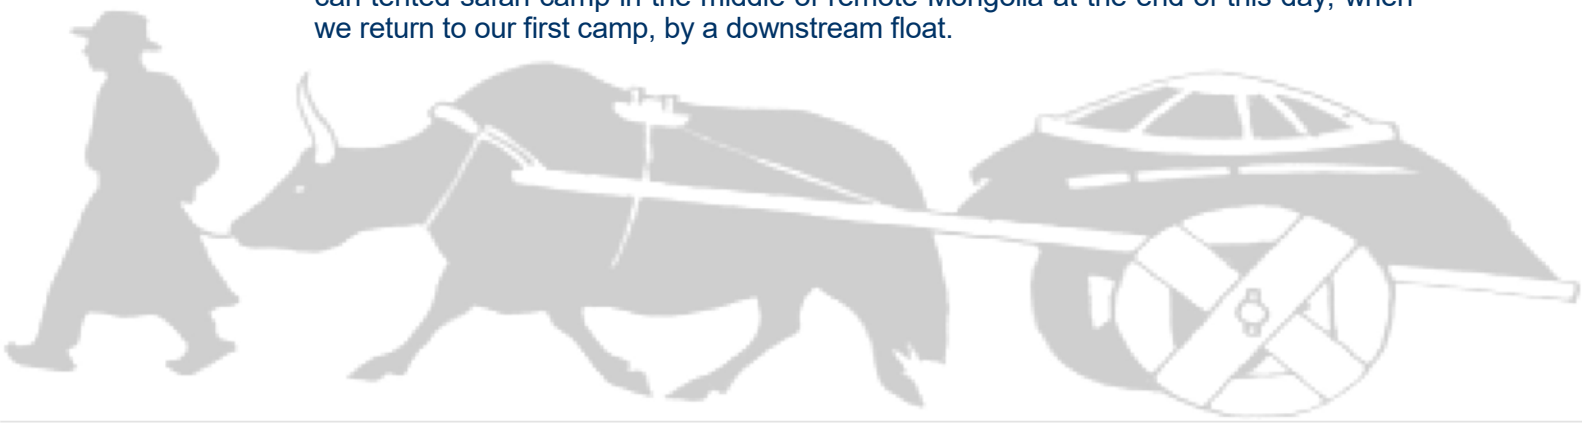 can tented safari camp in the middle of remote Mongolia at the end of this day, when
we return to our first camp, by a downstream float.